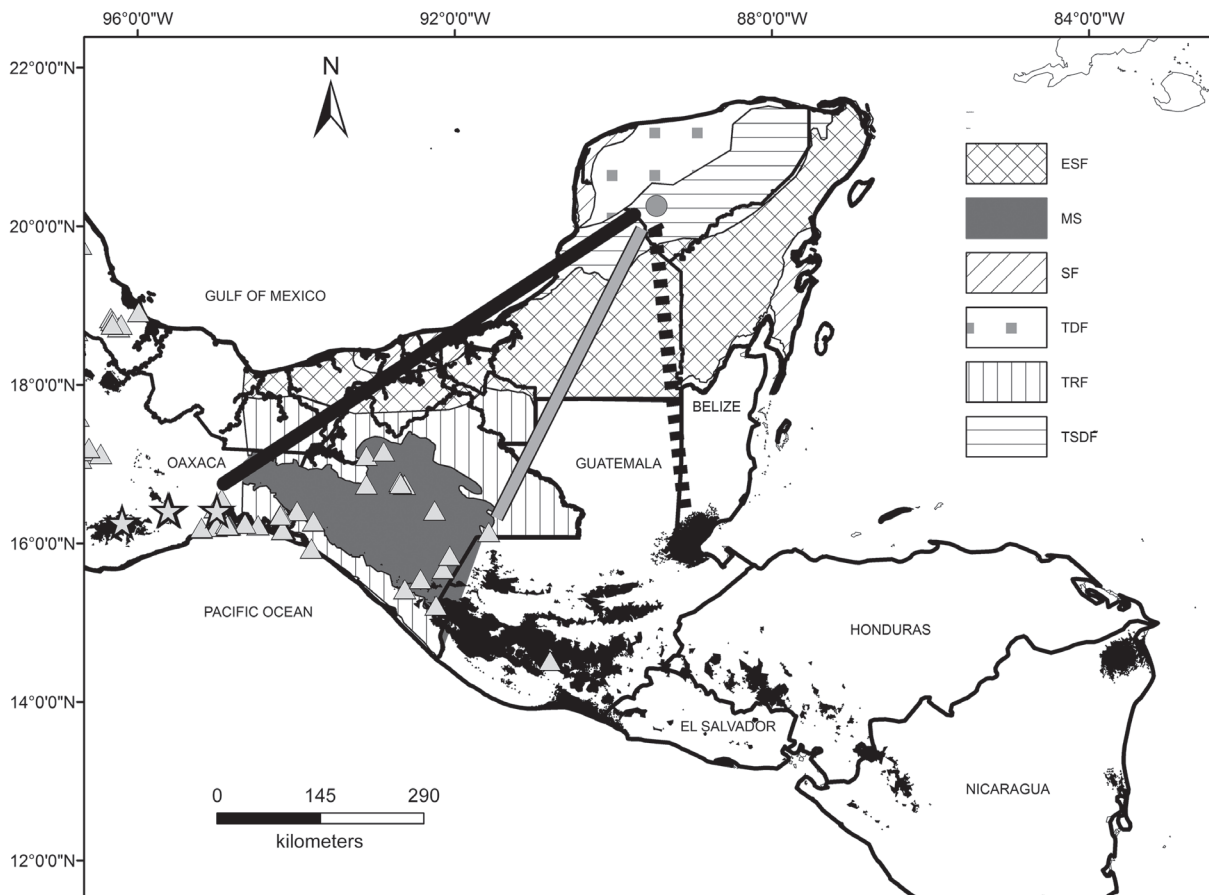 96°0'0"W 92°0'0"W 88°0'0"W 84°0'0"W
22°0'0"N
N
ESF
MS
20°0'0"N
SF
GULF OF MEXICO
TDF
18°0'0"N
TRF
BELIZE
TSDF
OAXACA
GUATEMALA
16°0'0"N
PACIFIC OCEAN
HONDURAS
14°0'0"N
EL SALVADOR
NICARAGUA
0 145 290
kilometers
12°0'0"N